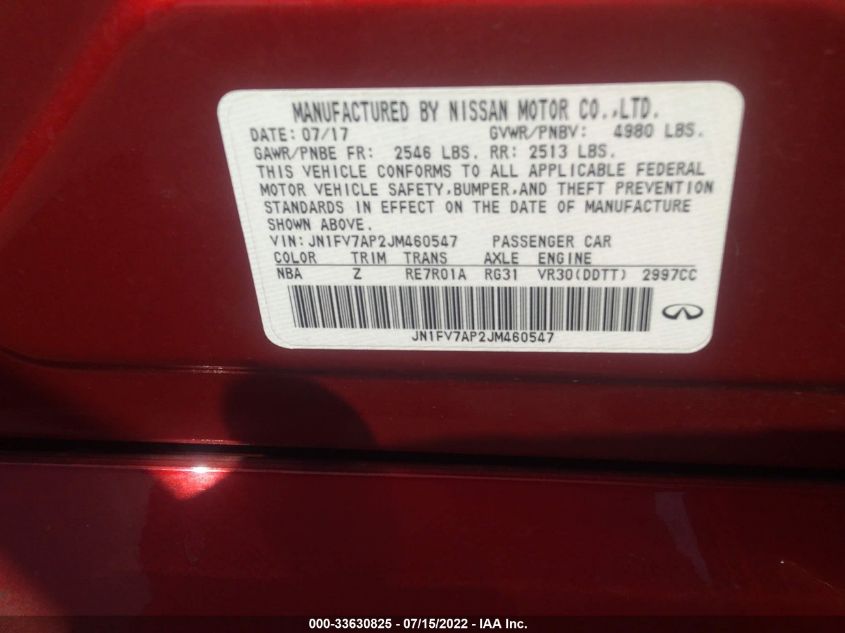 MANUFACTURED BY NISSAN MOTOR CO.,LTD.
DATE: 07/17 GVWR/PNBV: 4980 LBS.
GAWR/PNBE FR: 2546 LBS. RR: 2513 LBS.
THIS VEHICLE CONFORMS TO ALL APPLICABLE FEDERAL
MOTOR VEHICLE SAFETY,BUMPER,AND THEFT PREVENTION
STANDARDS IN EFFECT ON THE DATE OF MANUFACTURE
SHOWN ABOVE.
VIN: JN1FV7AP2JM460547 PASSENGER CAR
COLOR TRIM TRANS AXLE ENGINE
NBA Z RE7R01A RG31 VR30(DDTT) 2997CC
JN1FV7AP2JM460547
000-33630825 - 07/15/2022 - IAA Inc.